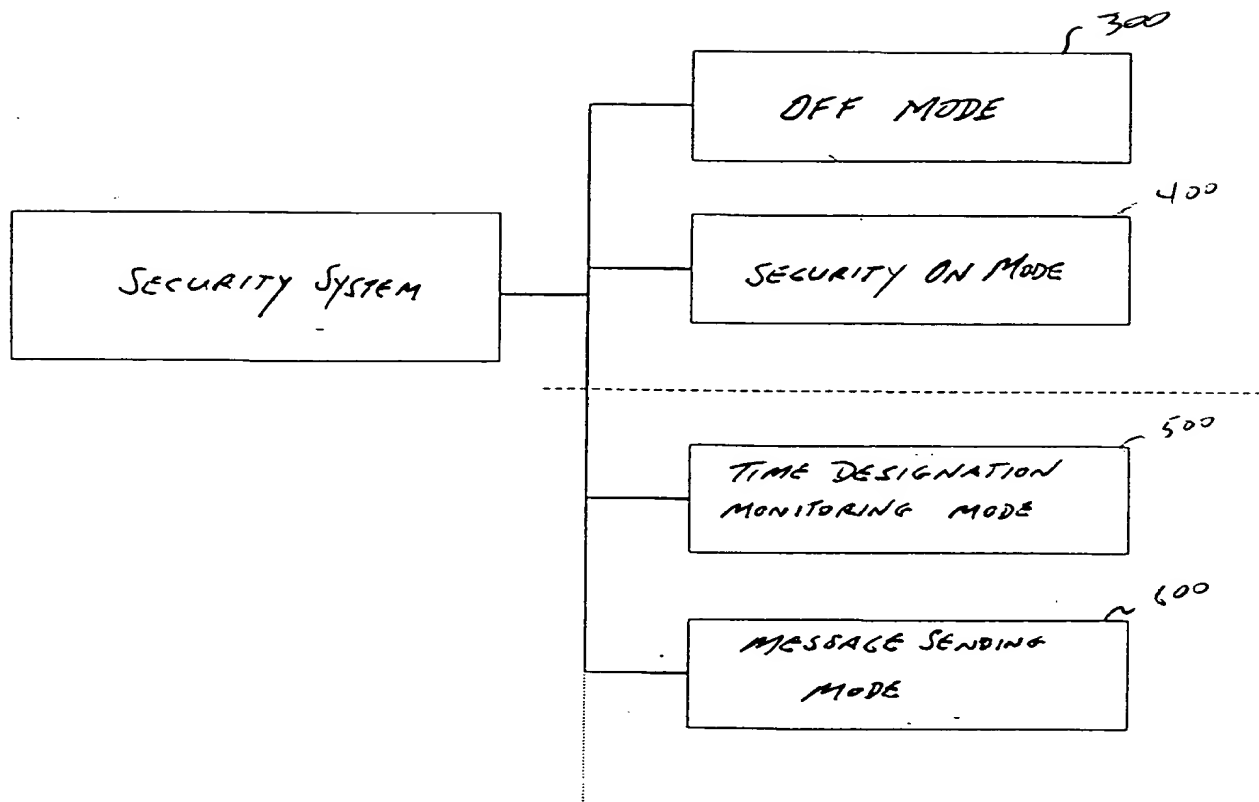 300
OFF MODE
400
SECURITY SYSTEM
SECURITY ON MODE
500
TIME DESIGNATION
MONITORING MODE
600
MESSAGE SENDING
MODE